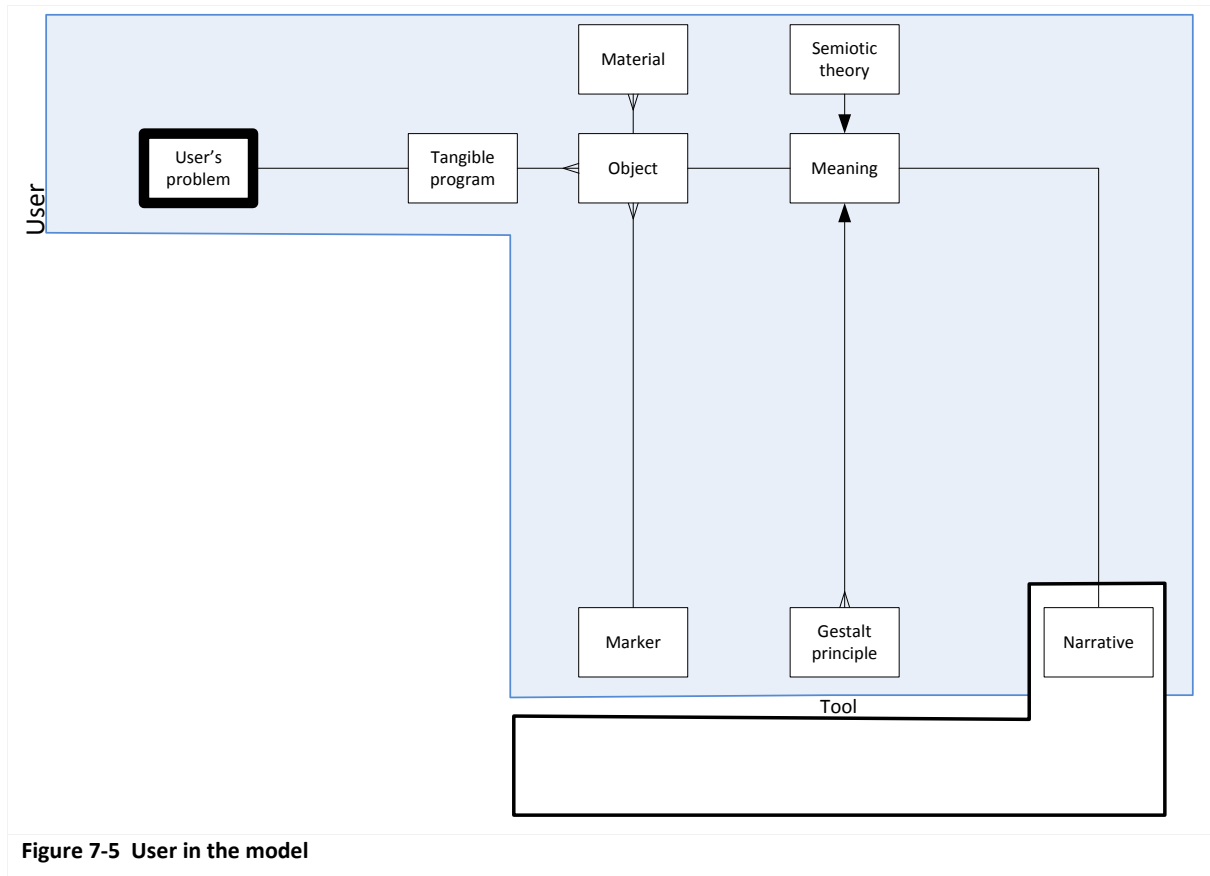 Material
Semiotic
theory
User's
problem
Tangible
program
Object
Meaning
User
Marker
Gestalt
principle
Narrative
Tool
Figure 7-5 User in the model